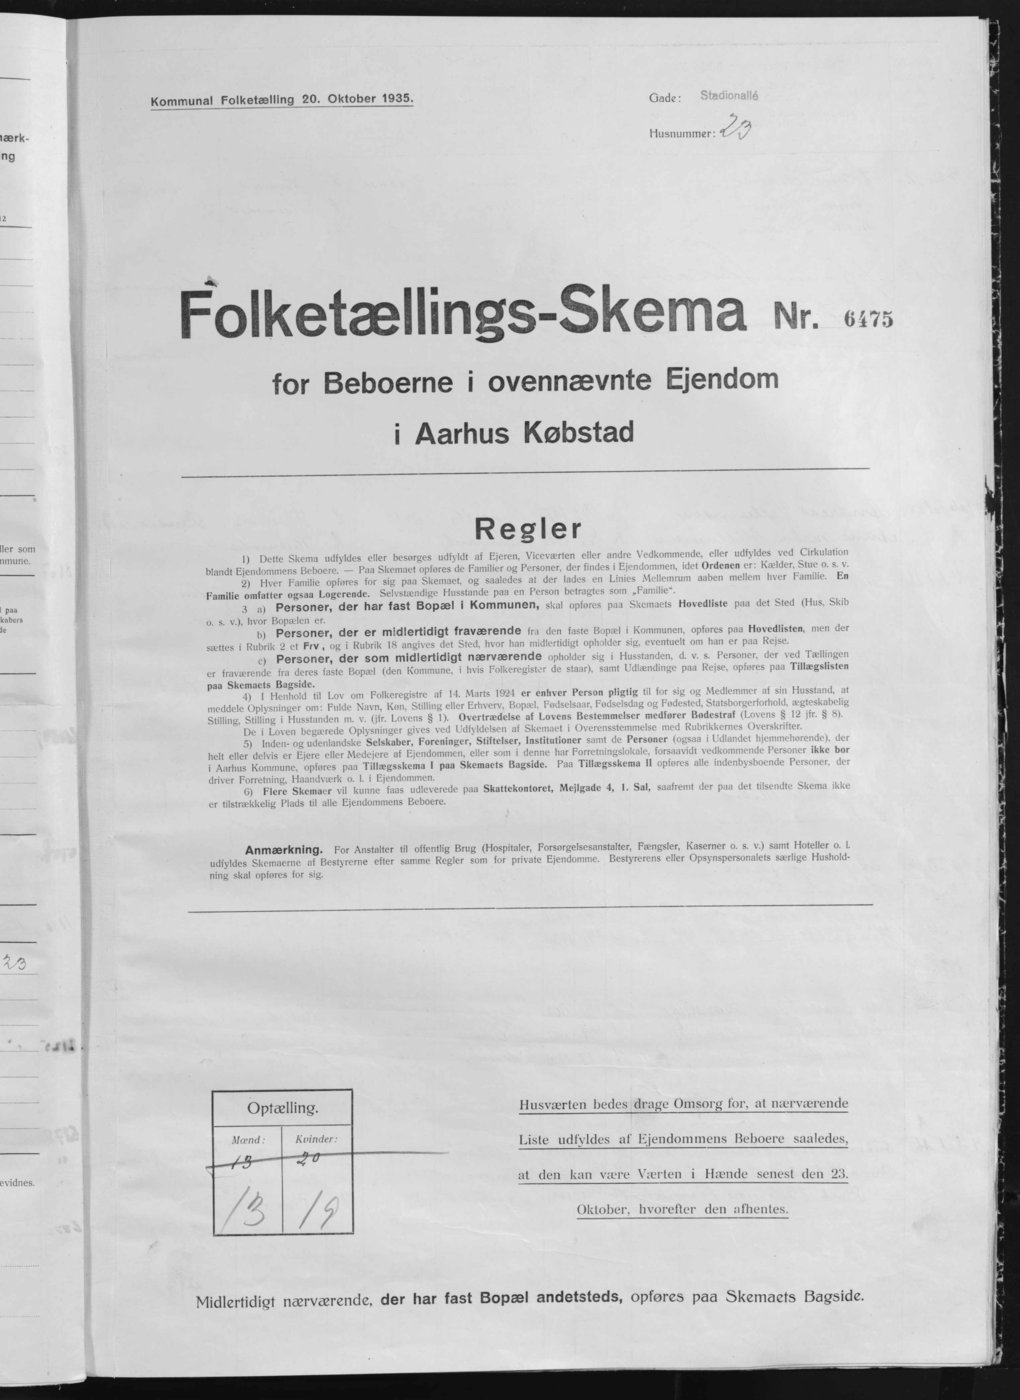 Kommunal Folketælling 20. Oktober 1935.
Gade: Stadionallé
Husnummer: 23
Folketællings-Skema Nr. 6475
for Beboerne i ovennævnte Ejendom
i Aarhus Købstad
Regler
1) Dette Skema udfyldes eller besørges udfyldt af Ejeren, Viceværten eller andre Vedkommende, eller udfyldes ved Cirkulation
blandt Ejendommens Beboere. — Paa Skemaet opføres de Familier og Personer, der findes i Ejendommen, idet Ordenen er: Kælder, Stue o. s. v.
2) Hver Familie opføres for sig paa Skemaet, og saaledes at der lades en Linies Mellemrum aaben mellem hver Familie. En
Familie omfatter ogsaa Logerende. Selvstændige Husstande paa en Person betragtes som „Familie“.
3 a) Personer, der har fast Bopæl i Kommunen, skal opføres paa Skemaets Hovedliste paa det Sted (Hus, Skib
o. s. v.), hvor Bopælen er.
b) Personer, der er midlertidigt fraværende fra den faste Bopæl i Kommunen, opføres paa Hovedlisten, men der
sættes i Rubrik 2 et Frv., og i Rubrik 18 angives det Sted, hvor han midlertidigt opholder sig, eventuelt om han er paa Rejse.
c) Personer, der som midlertidigt nærværende opholder sig i Husstanden, d. v. s. Personer, der ved Tællingen
er fraværende fra deres faste Bopæl (den Kommune, i hvis Folkeregister de staar), samt Udlændinge paa Rejse, opføres paa Tillægslisten
paa Skemaets Bagside.
4) I Henhold til Lov om Folkeregistre af 14. Marts 1924 er enhver Person pligtig til for sig og Medlemmer af sin Husstand, at
meddele Oplysninger om: Fulde Navn, Køn, Stilling eller Erhverv, Bopæl, Fødselsaar, Fødselsdag og Fødested, Statsborgerforhold, ægteskabelig
Stilling, Stilling i Husstanden m. v. (jfr. Lovens § 1). Overtrædelse af Lovens Bestemmelser medfører Bødestraf (Lovens § 12 jfr. § 8).
De i Loven begærede Oplysninger gives ved Udfyldelsen af Skemaet i Overensstemmelse med Rubrikkernes Overskrifter.
5) Inden- og udenlandske Selskaber, Foreninger, Stiftelser, Institutioner samt de Personer (ogsaa i Udlandet hjemmehørende), der
helt eller delvis er Ejere eller Medejere af Ejendommen, eller som i denne har Forretningslokale, forsaavidt vedkommende Personer ikke bor
i Aarhus Kommune, opføres paa Tillægsskema I paa Skemaets Bagside. Paa Tillægsskema II opføres alle indenbysboende Personer, der
driver Forretning, Haandværk o. l. i Ejendommen.
6) Flere Skemaer vil kunne faas udleverede paa Skattekontoret, Mejlgade 4, 1. Sal, saafremt der paa det tilsendte Skema ikke
er tilstrækkelig Plads til alle Ejendommens Beboere.
Anmærkning. For Anstalter til offentlig Brug (Hospitaler, Forsørgelsesanstalter, Fængsler, Kaserner o. s. v.) samt Hoteller o. l.
udfyldes Skemaerne af Bestyrerne efter samme Regler som for private Ejendomme. Bestyrerens eller Opsynspersonalets særlige Hushold-
ning skal opføres for sig.
Optælling.
Mænd: Kvinder:
13 20
13 19
Husværten bedes drage Omsorg for, at nærværende
Liste udfyldes af Ejendommens Beboere saaledes,
at den kan være Værten i Hænde senest den 23.
Oktober, hvorefter den afhentes.
Midlertidigt nærværende, der har fast Bopæl andetsteds, opføres paa Skemaets Bagside.